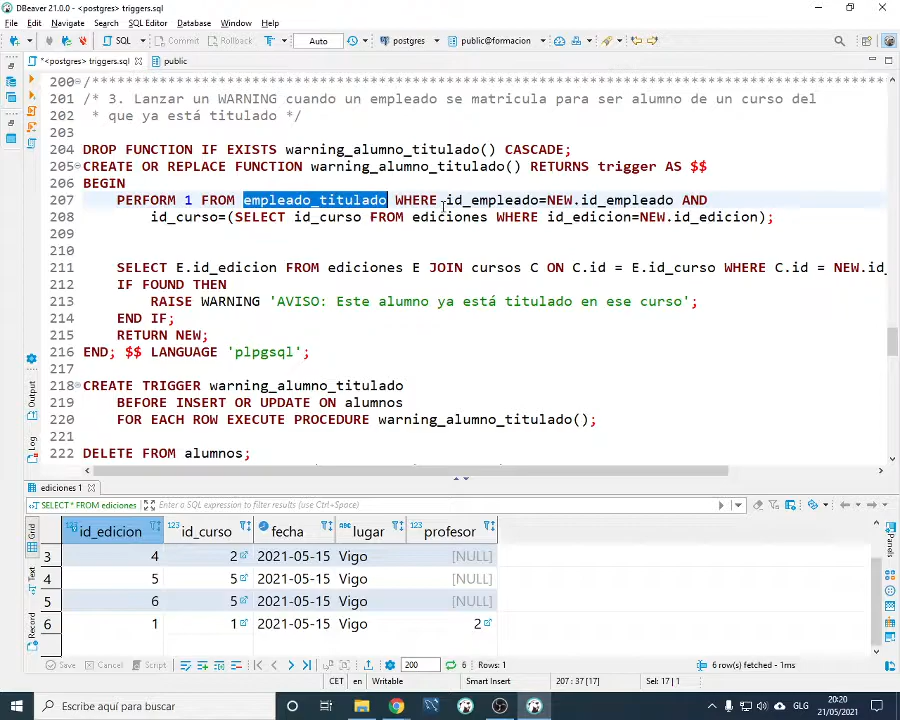 DBeaver 21.0.0 - *<postgres> triggers.sql
File Edit Navigate Search SQL Editor Database Window Help
SQL Commit Rollback T Auto postgres public@formacion
*<postgres> triggers.sql public
200 /*****************************************************************************************
201 /* 3. Lanzar un WARNING cuando un empleado se matricula para ser alumno de un curso del
202 * que ya está titulado */
203
204 DROP FUNCTION IF EXISTS warning_alumno_titulado() CASCADE;
205 CREATE OR REPLACE FUNCTION warning_alumno_titulado() RETURNS trigger AS $$
206 BEGIN
207 PERFORM 1 FROM empleado_titulado WHERE id_empleado=NEW.id_empleado AND
208 id_curso=(SELECT id_curso FROM ediciones WHERE id_edicion=NEW.id_edicion);
209
210
211 SELECT E.id_edicion FROM ediciones E JOIN cursos C ON C.id = E.id_curso WHERE C.id = NEW.id_
212 IF FOUND THEN
213 RAISE WARNING 'AVISO: Este alumno ya está titulado en ese curso';
214 END IF;
215 RETURN NEW;
216 END; $$ LANGUAGE 'plpgsql';
217
218 CREATE TRIGGER warning_alumno_titulado
219 BEFORE INSERT OR UPDATE ON alumnos
220 FOR EACH ROW EXECUTE PROCEDURE warning_alumno_titulado();
221
222 DELETE FROM alumnos;
Output
Log
ediciones 1
SELECT * FROM ediciones Enter a SQL expression to filter results (use Ctrl+Space)
Grid
Text
Record
Panels
id_edicion id_curso fecha lugar profesor
3 4 2 2021-05-15 Vigo [NULL]
4 5 5 2021-05-15 Vigo [NULL]
5 6 5 2021-05-15 Vigo [NULL]
6 1 1 2021-05-15 Vigo 2
Save Cancel Script 200 6 Rows: 1 6 row(s) fetched - 1ms
CET en Writable Smart Insert 207 : 37 [17] Sel: 17 | 1
Escribe aquí para buscar GLG 20:20
21/05/2021